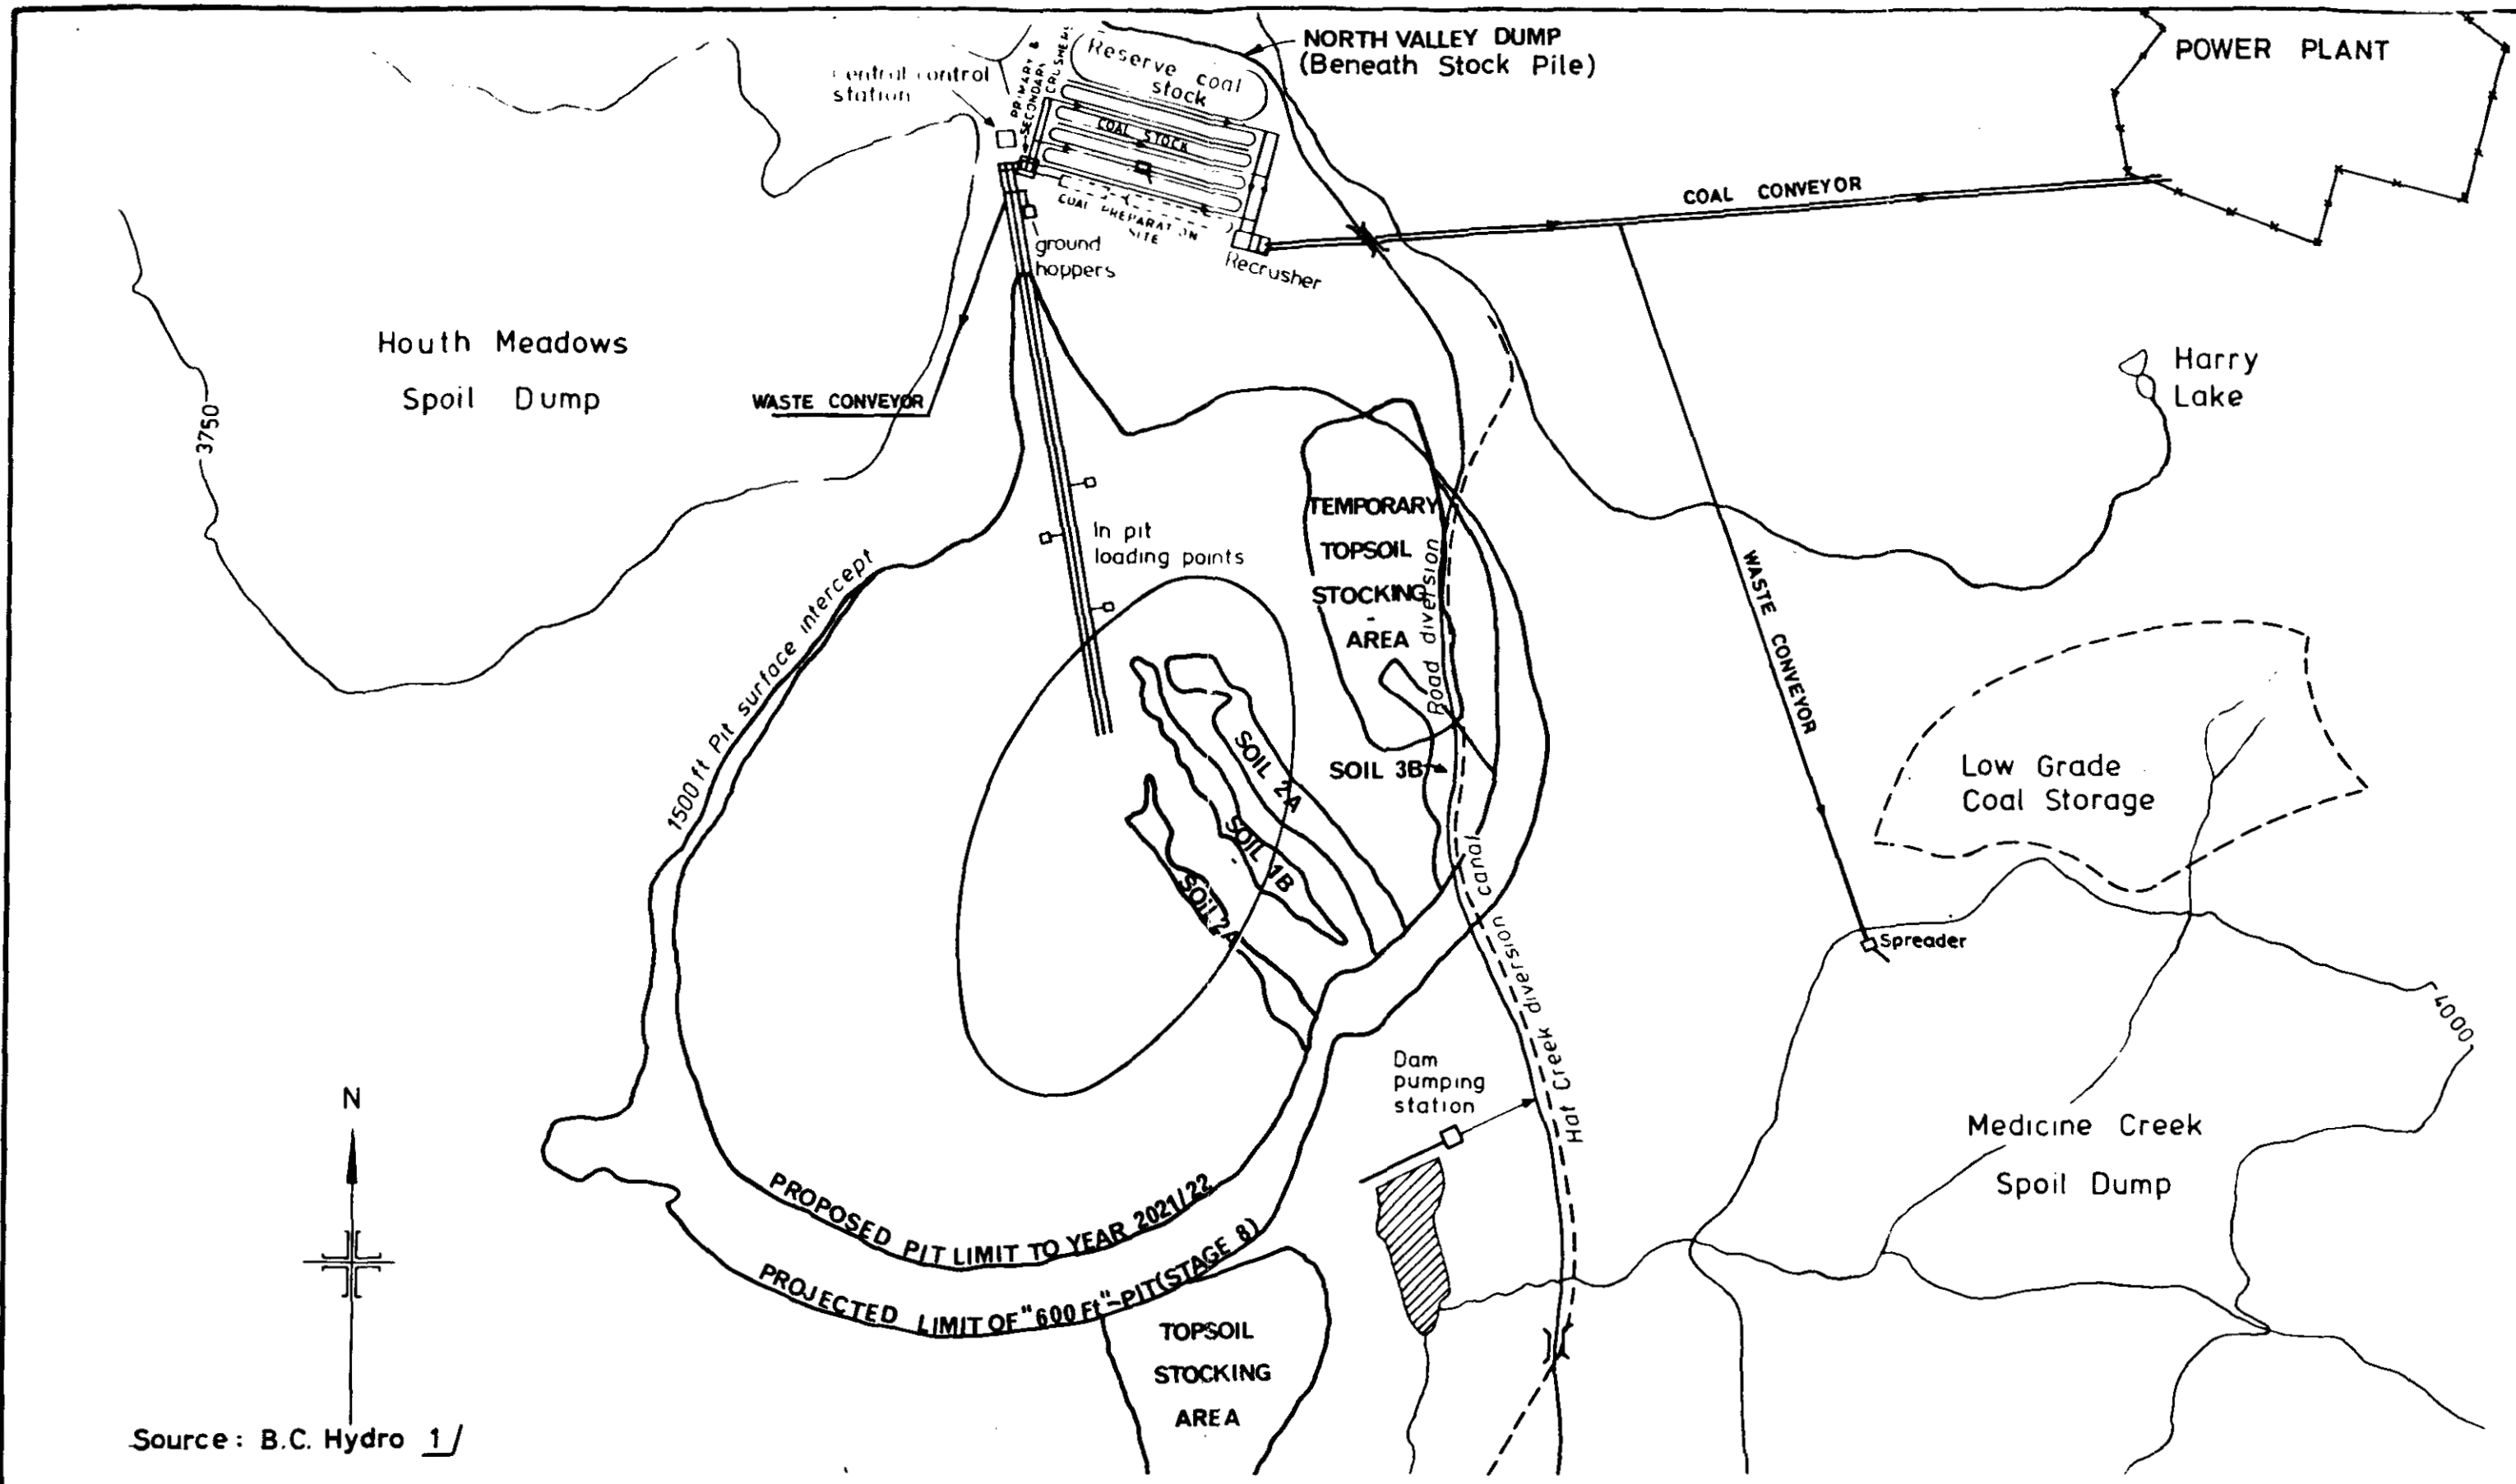 NORTH VALLEY DUMP
(Beneath Stock Pile)
POWER PLANT
Central control
station
PRIMARY &
SECONDARY
CRUSHERS
Reserve coal
stock
COAL STOCK
COAL PREPARATION
SITE
ground
hoppers
Recrusher
COAL CONVEYOR
Houth Meadows
Spoil Dump
WASTE CONVEYOR
3750
Harry
Lake
In pit
loading points
TEMPORARY
TOPSOIL
STOCKING
AREA
Road diversion
WASTE CONVEYOR
1500 ft Pit surface intercept
SOIL 2A
SOIL 1B
SOIL 2A
SOIL 3B
Low Grade
Coal Storage
Spreader
Hat Creek diversion canal
4000
Dam
pumping
station
N
Medicine Creek
Spoil Dump
PROPOSED PIT LIMIT TO YEAR 2021/22
PROJECTED LIMIT OF "600 Ft"-PIT(STAGE 8)
TOPSOIL
STOCKING
AREA
Source: B.C. Hydro 1/